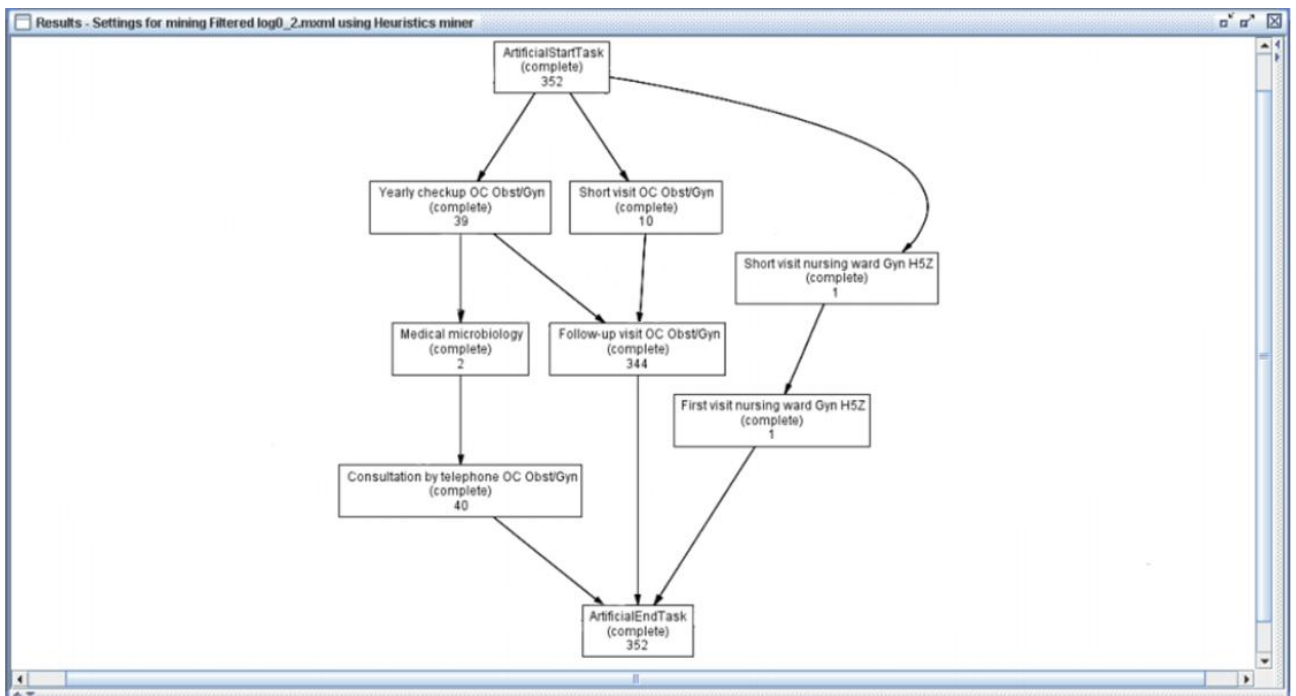 Results - Settings for mining Filtered log0_2.mxml using Heuristics miner
ArtificialStartTask
(complete)
352
Yearly checkup OC Obst/Gyn
(complete)
39
Short visit OC Obst/Gyn
(complete)
10
Short visit nursing ward Gyn H5Z
(complete)
1
Medical microbiology
(complete)
2
Follow-up visit OC Obst/Gyn
(complete)
344
First visit nursing ward Gyn H5Z
(complete)
1
Consultation by telephone OC Obst/Gyn
(complete)
40
ArtificialEndTask
(complete)
352